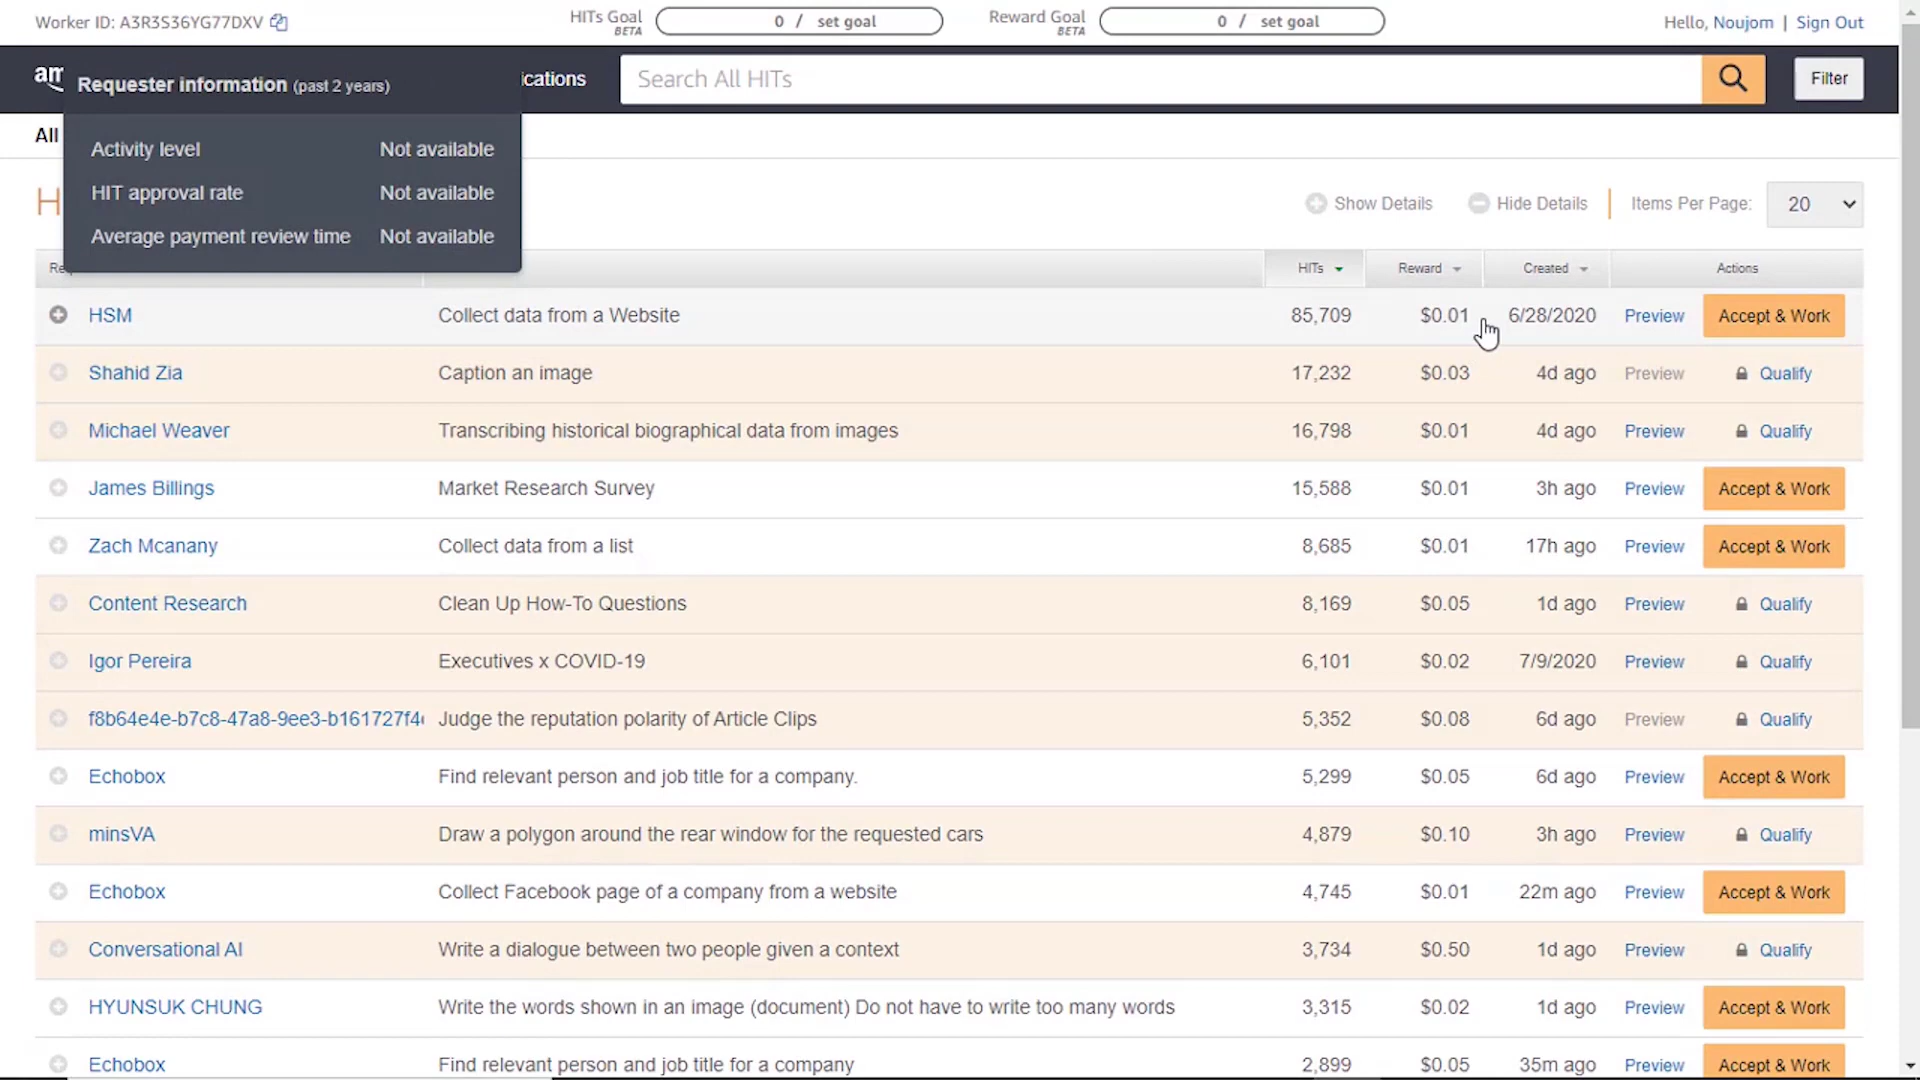 Worker ID: A3R3S36YG77DXV
HITs Goal
BETA
0 / set goal
Reward Goal
BETA
0 / set goal
Hello, Noujom | Sign Out
am
Requester information (past 2 years)
ications
Search All HITs
Filter
All
Activity level Not available
HIT approval rate Not available
Average payment review time Not available
H
Show Details
Hide Details
Items Per Page: 20
Re
HITs Reward Created Actions
HSM Collect data from a Website 85,709 $0.01 6/28/2020 Preview Accept & Work
Shahid Zia Caption an image 17,232 $0.03 4d ago Preview Qualify
Michael Weaver Transcribing historical biographical data from images 16,798 $0.01 4d ago Preview Qualify
James Billings Market Research Survey 15,588 $0.01 3h ago Preview Accept & Work
Zach Mcanany Collect data from a list 8,685 $0.01 17h ago Preview Accept & Work
Content Research Clean Up How-To Questions 8,169 $0.05 1d ago Preview Qualify
Igor Pereira Executives x COVID-19 6,101 $0.02 7/9/2020 Preview Qualify
f8b64e4e-b7c8-47a8-9ee3-b161727f4 Judge the reputation polarity of Article Clips 5,352 $0.08 6d ago Preview Qualify
Echobox Find relevant person and job title for a company. 5,299 $0.05 6d ago Preview Accept & Work
minsVA Draw a polygon around the rear window for the requested cars 4,879 $0.10 3h ago Preview Qualify
Echobox Collect Facebook page of a company from a website 4,745 $0.01 22m ago Preview Accept & Work
Conversational AI Write a dialogue between two people given a context 3,734 $0.50 1d ago Preview Qualify
HYUNSUK CHUNG Write the words shown in an image (document) Do not have to write too many words 3,315 $0.02 1d ago Preview Accept & Work
Echobox Find relevant person and job title for a company 2,899 $0.05 35m ago Preview Accept & Work